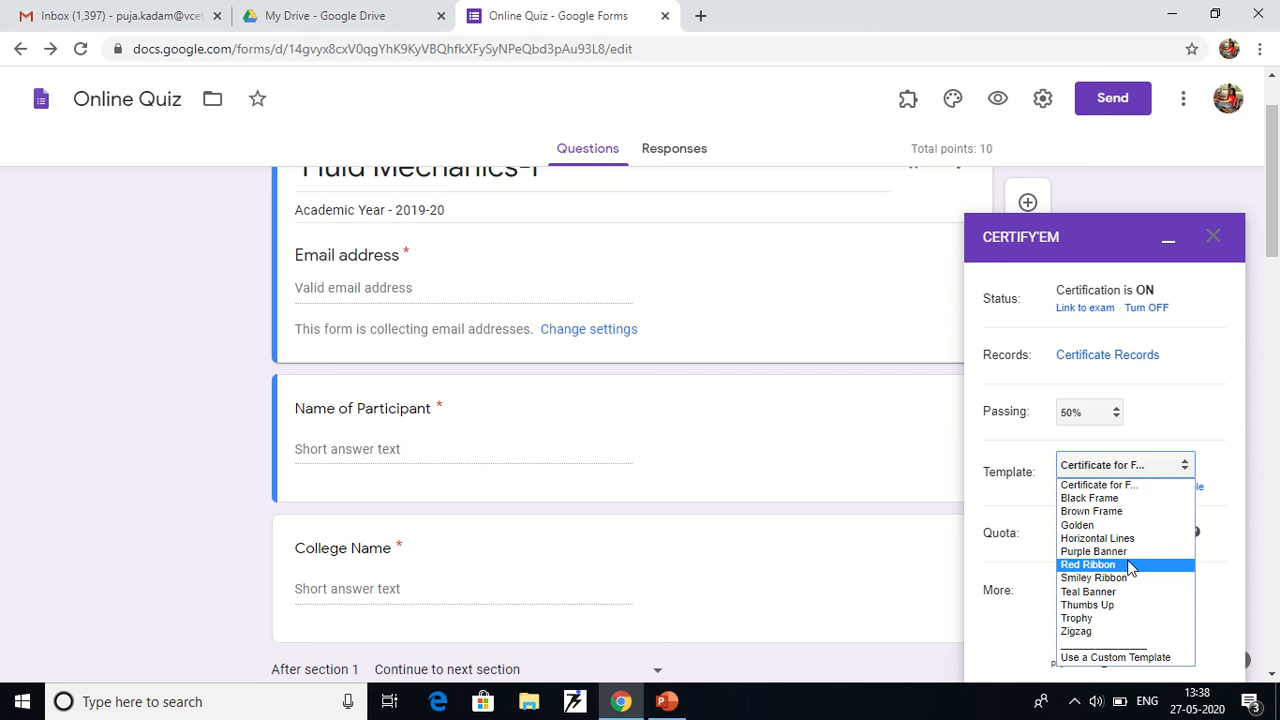 Inbox (1,397) - puja.kadam@vca
My Drive - Google Drive
Online Quiz - Google Forms
docs.google.com/forms/d/14gvyx8cxV0qgYhK9KyVBQhfkXFySyNPeQbd3pAu93L8/edit
Online Quiz
Send
Questions
Responses
Total points: 10
Fluid Mechanics-I
Academic Year - 2019-20
Email address *
Valid email address
This form is collecting email addresses. Change settings
Name of Participant *
Short answer text
College Name *
Short answer text
After section 1 Continue to next section
CERTIFY'EM
Status:
Certification is ON
Link to exam Turn OFF
Records:
Certificate Records
Passing:
50%
Template:
Certificate for F...
Certificate for F...
Black Frame
Brown Frame
Golden
Horizontal Lines
Purple Banner
Red Ribbon
Smiley Ribbon
Teal Banner
Thumbs Up
Trophy
Zigzag
Use a Custom Template
Quota:
More:
Type here to search
ENG
13:38
27-05-2020
3